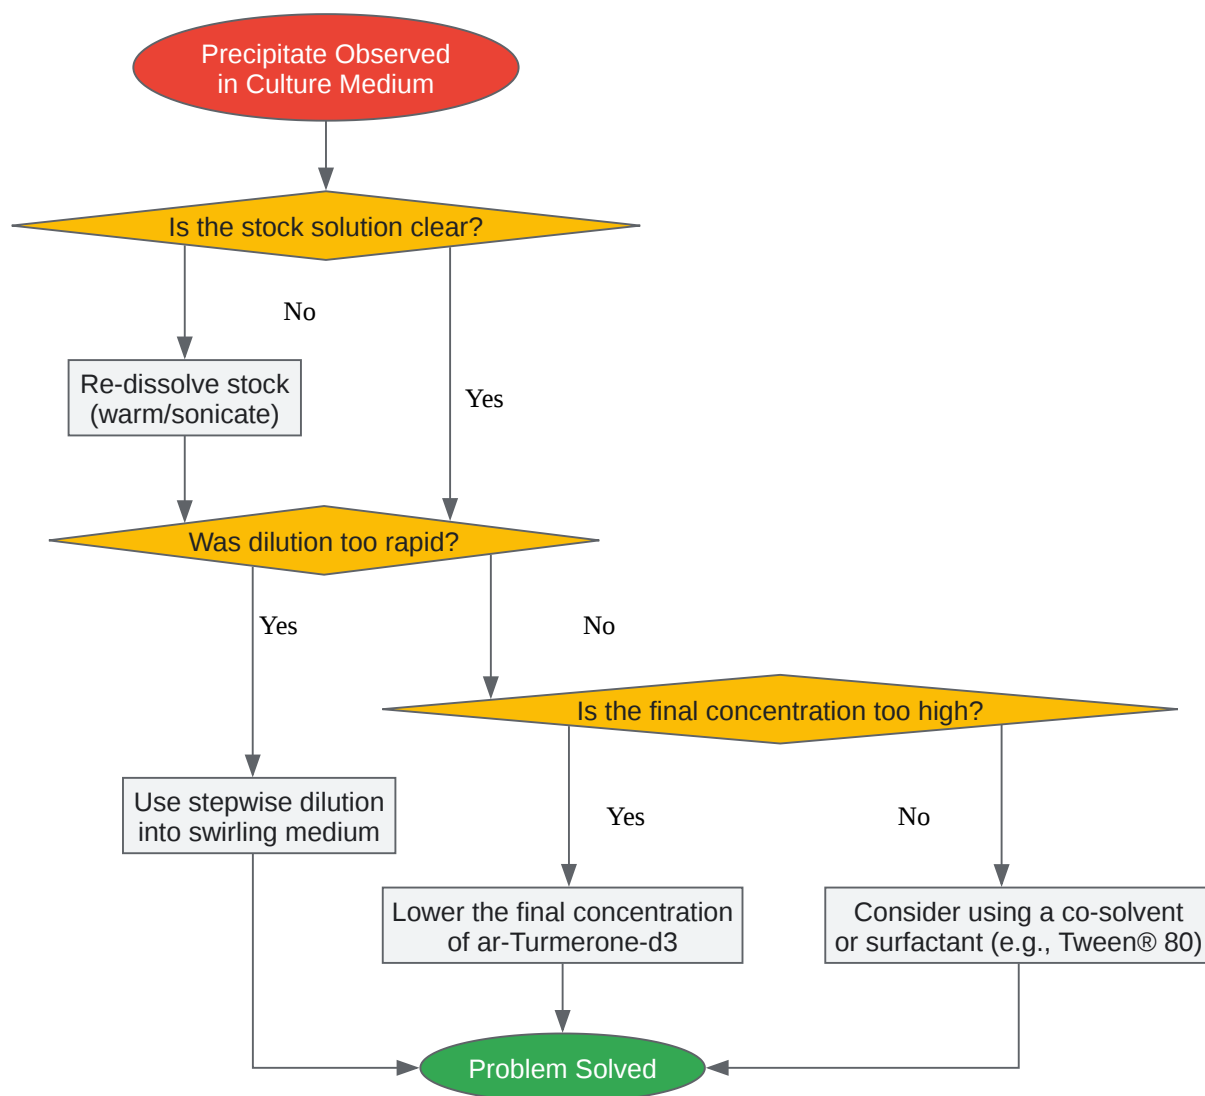 Precipitate Observed
in Culture Medium
Is the stock solution clear?
No
Re-dissolve stock
(warm/sonicate)
Yes
Was dilution too rapid?
Yes
No
Is the final concentration too high?
Use stepwise dilution
into swirling medium
Yes
No
Lower the final concentration
of ar-Turmerone-d3
Consider using a co-solvent
or surfactant (e.g., Tween® 80)
Problem Solved